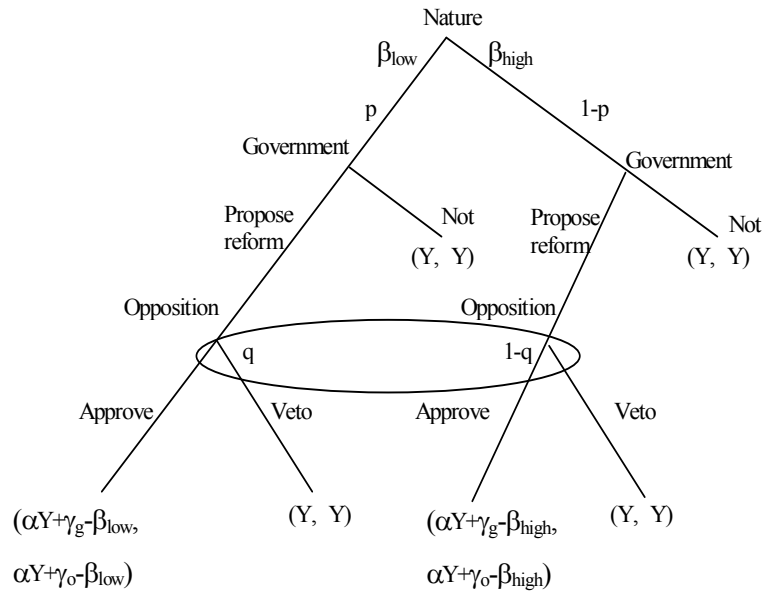 Nature
βlow
βhigh
p
1-p
Government
Government
Propose
reform
Not
(Y, Y)
Propose
reform
Not
(Y, Y)
Opposition
Opposition
q
1-q
Approve
Veto
Approve
Veto
(αY+γg-βlow,
αY+γo-βlow)
(Y, Y)
(αY+γg-βhigh,
αY+γo-βhigh)
(Y, Y)